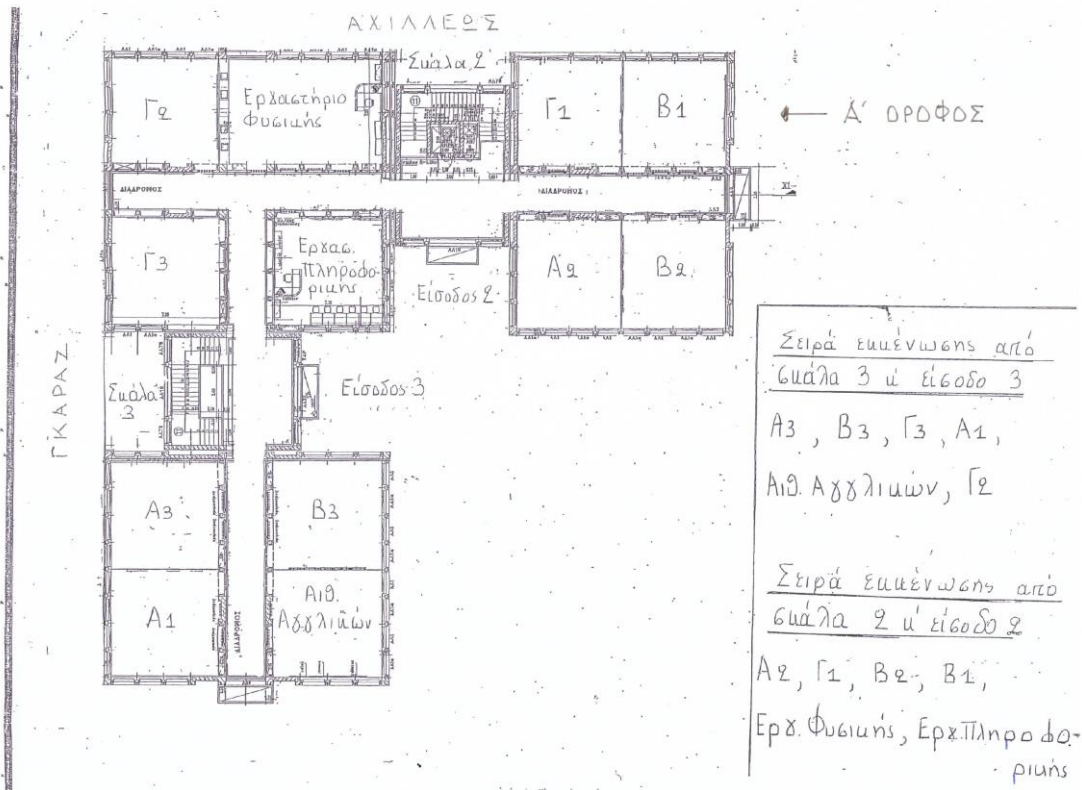 ΑΧΙΛΛΕΩΣ
Σκάλα 2
Γ2
Εργαστήριο
Φυσικής
Γ1
Β1
Α' ΟΡΟΦΟΣ
ΔΙΑΔΡΟΜΟΣ
ΔΙΑΔΡΟΜΟΣ
XI
Γ3
Εργασ.
Πληροφο-
ρικής
Α2
Β2
Είσοδος 2
ΓΚΑΡΑΖ
Σκάλα
3
Είσοδος 3
Α3
Β3
Α1
Αιθ.
Αγγλικών
ΔΙΑΔΡΟΜΟΣ
Σειρά εκκένωσης από
σκάλα 3 κ' είσοδο 3
Α3, Β3, Γ3, Α1,
Αιθ. Αγγλικών, Γ2
Σειρά εκκένωσης από
σκάλα 2 κ' είσοδο 2
Α2, Γ1, Β2, Β1,
Εργ. Φυσικής, Εργ. Πληροφο-
ρικής